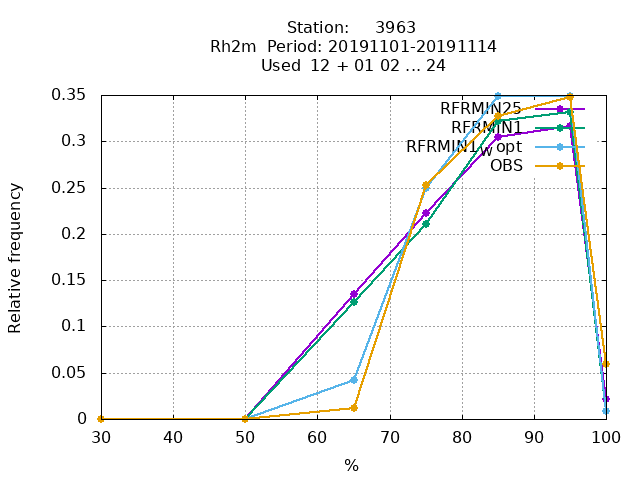 Station: 3963
Rh2m Period: 20191101-20191114
Used 12 + 01 02 ... 24
0.35
0.3
0.25
0.2
0.15
0.1
0.05
0
Relative frequency
RFRMIN25
RFRMIN1
RFRMIN1w opt
OBS
30 40 50 60 70 80 90 100
%